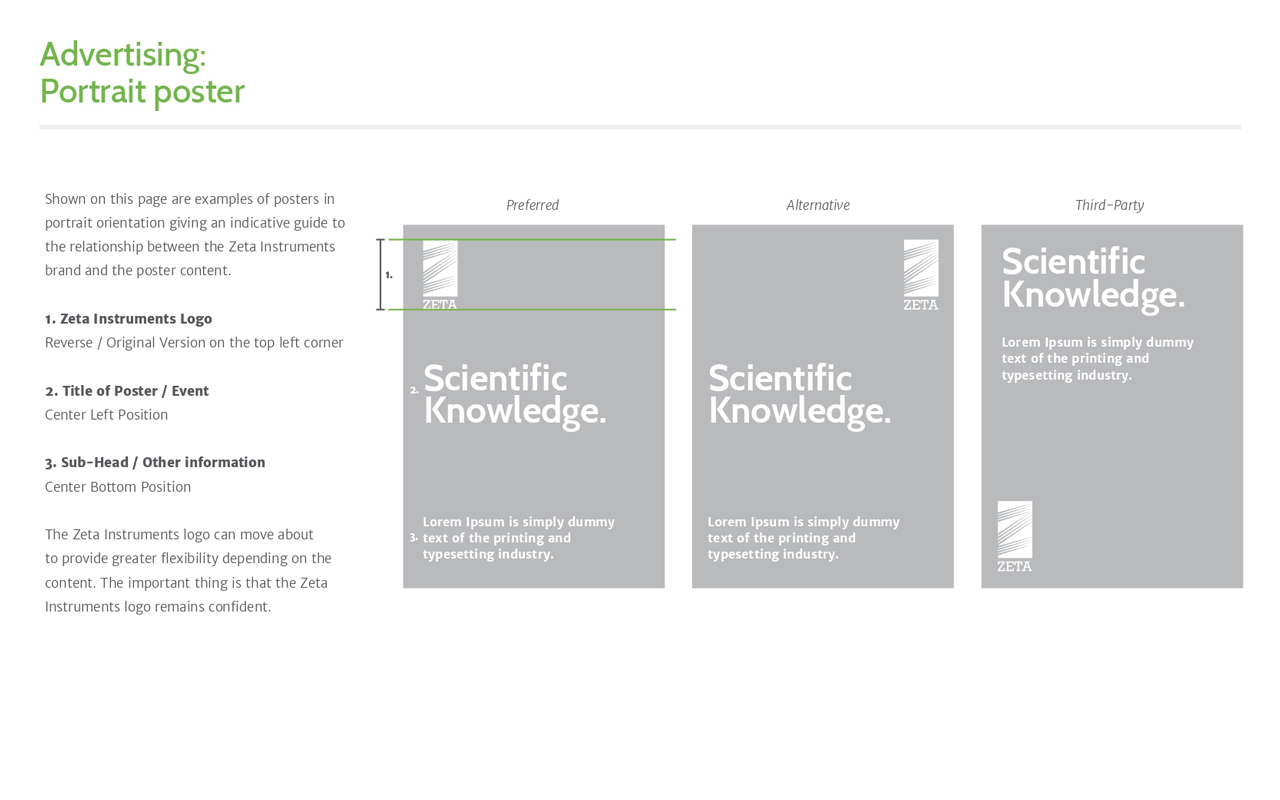 Advertising:
Portrait poster
Shown on this page are examples of posters in
portrait orientation giving an indicative guide to
the relationship between the Zeta Instruments
brand and the poster content.
1. Zeta Instruments Logo
Reverse / Original Version on the top left corner
2. Title of Poster / Event
Center Left Position
3. Sub-Head / Other information
Center Bottom Position
The Zeta Instruments logo can move about
to provide greater flexibility depending on the
content. The important thing is that the Zeta
Instruments logo remains confident.
Preferred
1.
ZETA
2.
Scientific
Knowledge.
3.
Lorem Ipsum is simply dummy
text of the printing and
typesetting industry.
Alternative
ZETA
Scientific
Knowledge.
Lorem Ipsum is simply dummy
text of the printing and
typesetting industry.
Third-Party
Scientific
Knowledge.
Lorem Ipsum is simply dummy
text of the printing and
typesetting industry.
ZETA